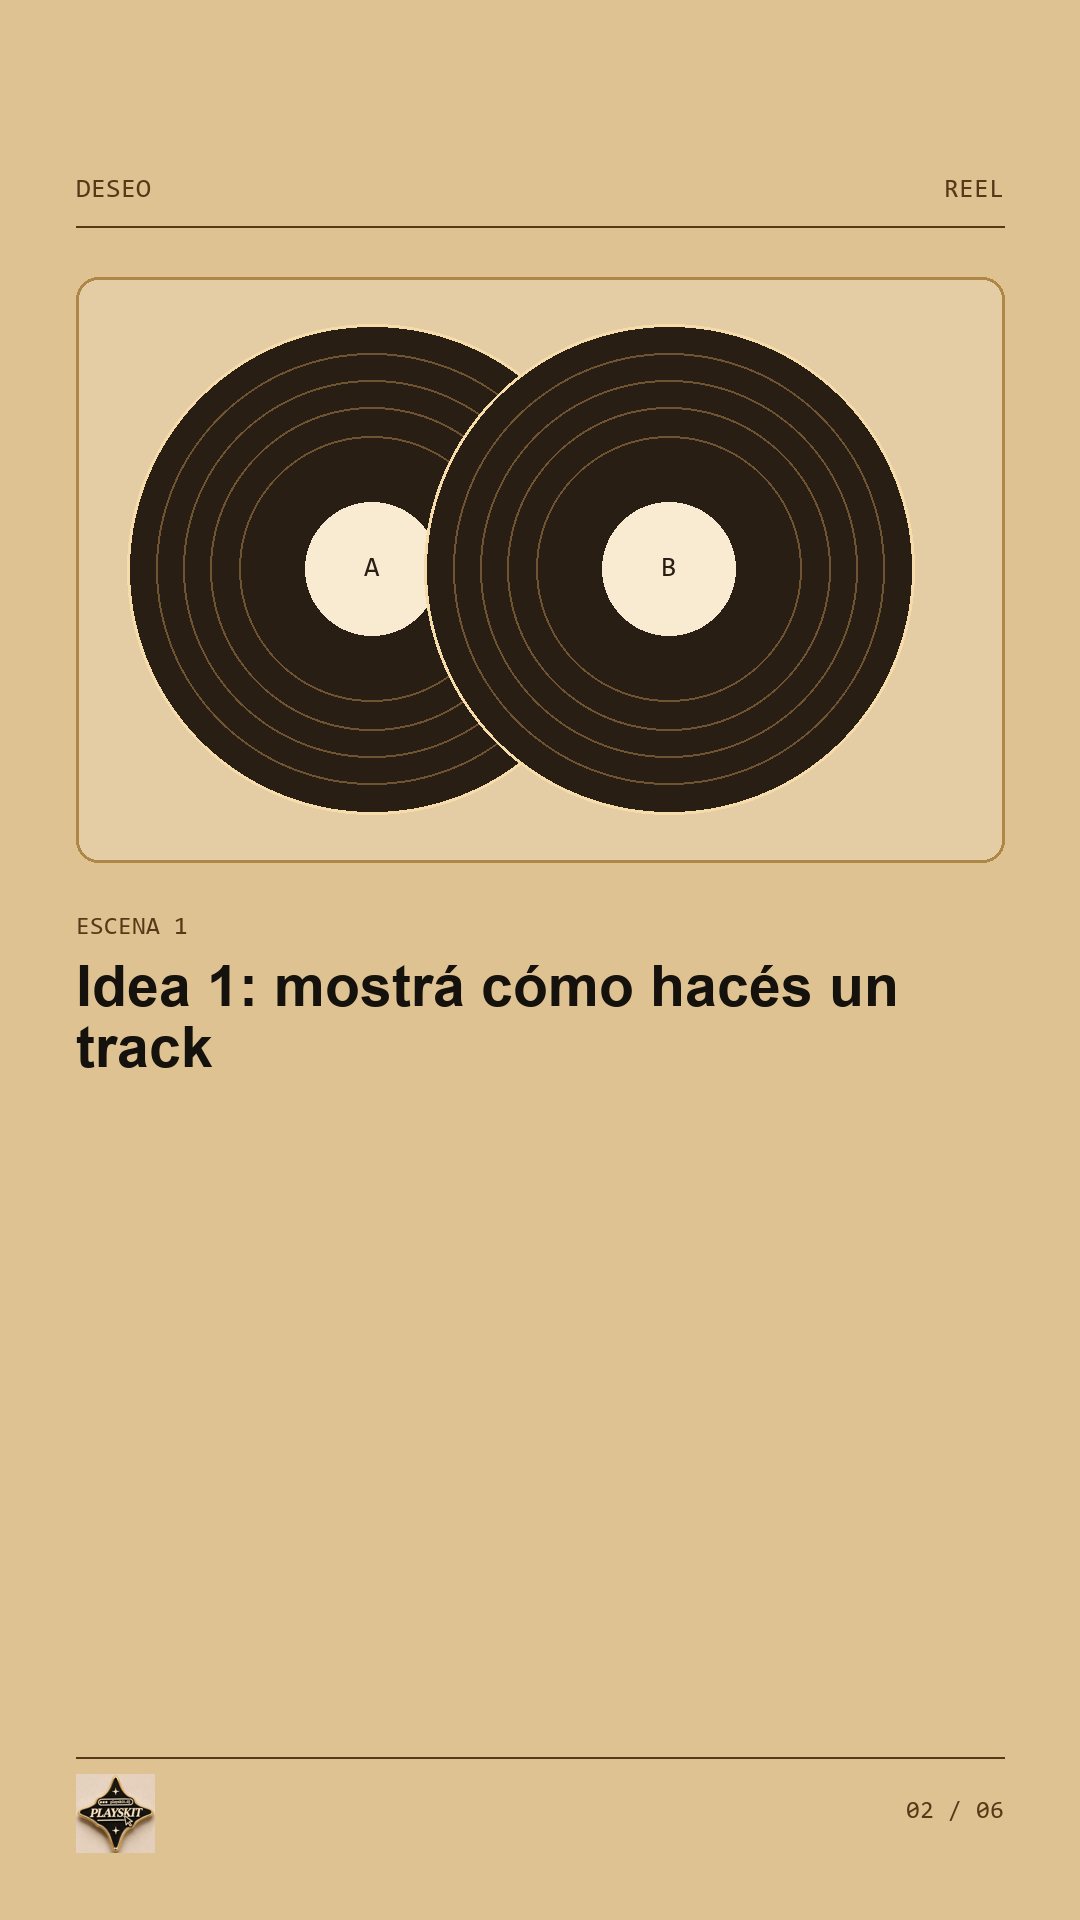 DESEO
REEL
A
B
ESCENA 1
Idea 1: mostrá cómo hacés un
track
PLAYSKIT
02 / 06